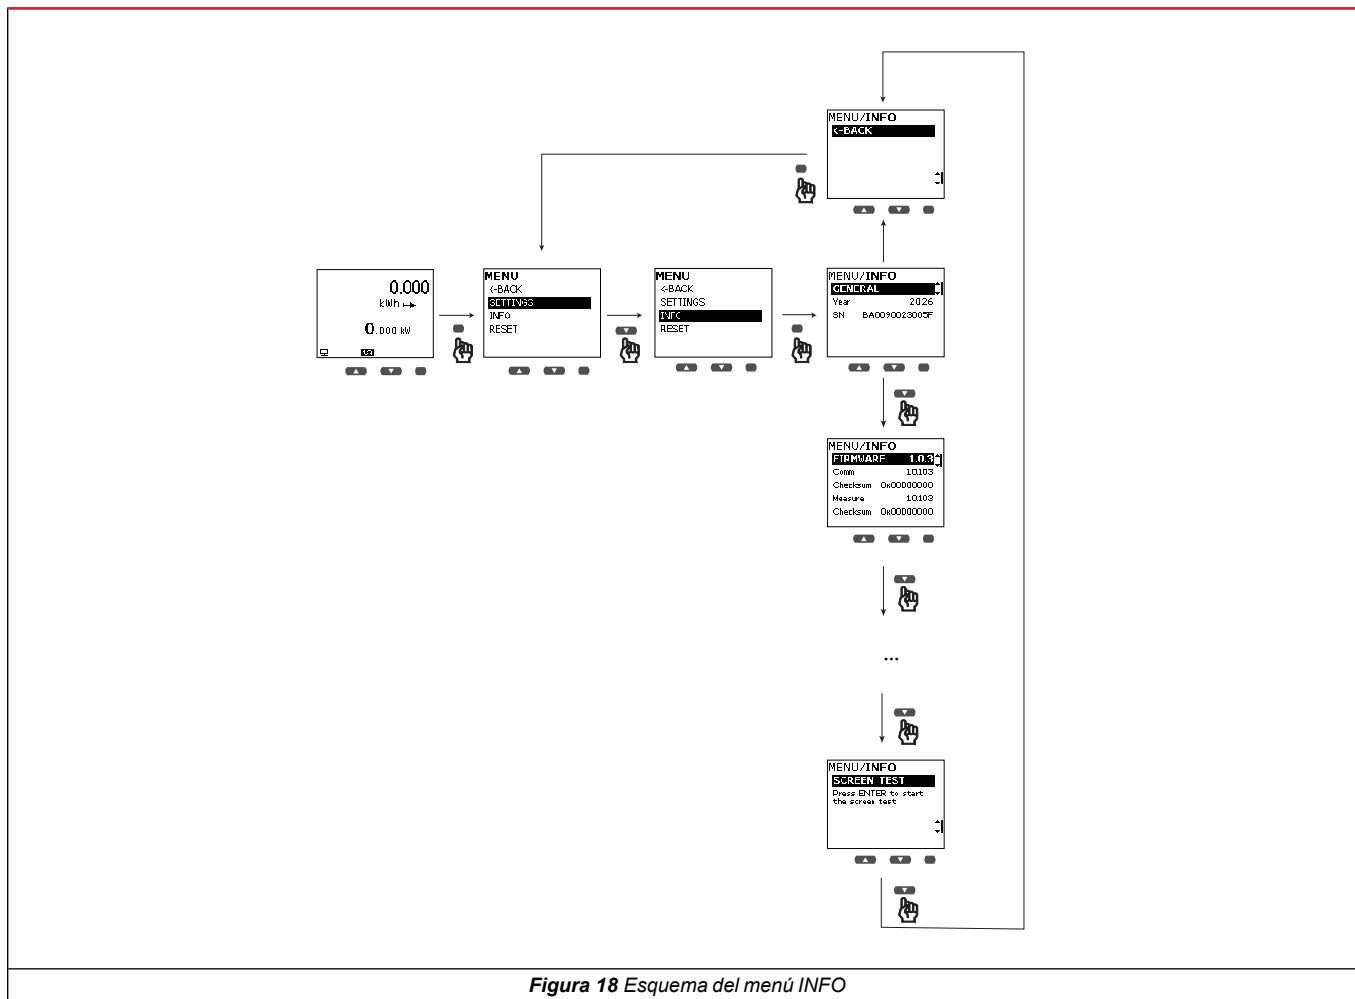 MENU/INFO
<-BACK
0.000
kWh
0.000 kW
MENU
<-BACK
SETTINGS
INFO
RESET
MENU
<-BACK
SETTINGS
INFO
RESET
MENU/INFO
GENERAL
Year 2026
SN BA0090023005F
MENU/INFO
FIRMWARE 1.0.3
Comm 1.0.103
Checksum 0x00000000
Measure 1.0.103
Checksum 0x00000000
...
MENU/INFO
SCREEN TEST
Press ENTER to start
the screen test
Figura 18 Esquema del menú INFO